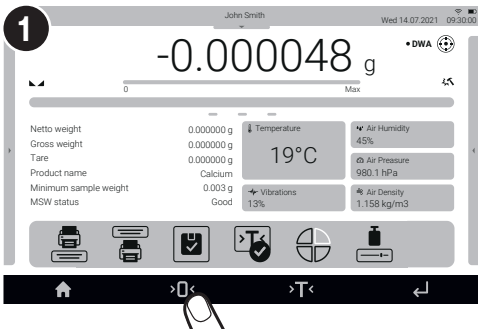 1
John Smith
Wed 14.07.2021 09:30:00
-0.000048 g
• DWA
0
Max
Netto weight 0.000000 g
Gross weight 0.000000 g
Tare 0.000000 g
Product name Calcium
Minimum sample weight 0.003 g
MSW status Good
Temperature
19°C
Vibrations
13%
Air Humidity
45%
Air Preasure
980.1 hPa
Air Density
1.158 kg/m3
>T<
>0<
>T<